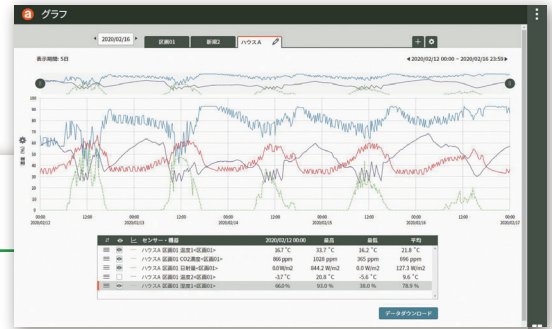 a グラフ
2020/02/16
区画01 新規2 ハウスA
表示期間: 5日
2020/02/12 00:00 ~ 2020/02/16 23:59
100
90
80
70
60
50
40
30
20
10
0
湿度 [%]
00:00 12:00 00:00 12:00 00:00 12:00 00:00 12:00 00:00 12:00 00:00
2020/02/12 2020/02/13 2020/02/14 2020/02/15 2020/02/16 2020/02/17
センサー・機器 2020/02/12 00:00 最高 最低 平均
ハウスA 区画01 温度1<区画01> 16.7 °C 33.7 °C 16.2 °C 21.8 °C
ハウスA 区画01 CO2濃度<区画01> 866 ppm 1028 ppm 365 ppm 696 ppm
ハウスA 区画01 日射量<区画01> 0.0 W/m2 844.2 W/m2 0.0 W/m2 127.3 W/m2
ハウスA 区画01 温度2<区画01> -3.7 °C 20.8 °C -5.6 °C 9.6 °C
ハウスA 区画01 湿度1<区画01> 66.0 % 93.0 % 38.0 % 78.9 %
データダウンロード